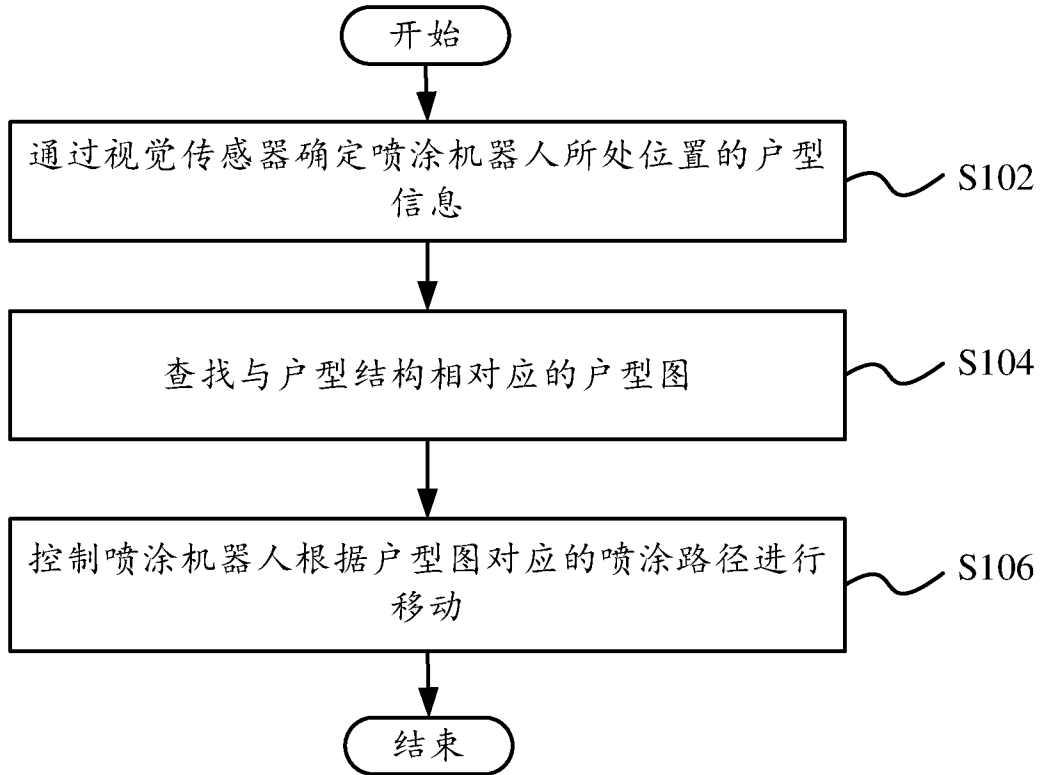 开始
通过视觉传感器确定喷涂机器人所处位置的户型
信息
S102
查找与户型结构相对应的户型图
S104
控制喷涂机器人根据户型图对应的喷涂路径进行
移动
S106
结束